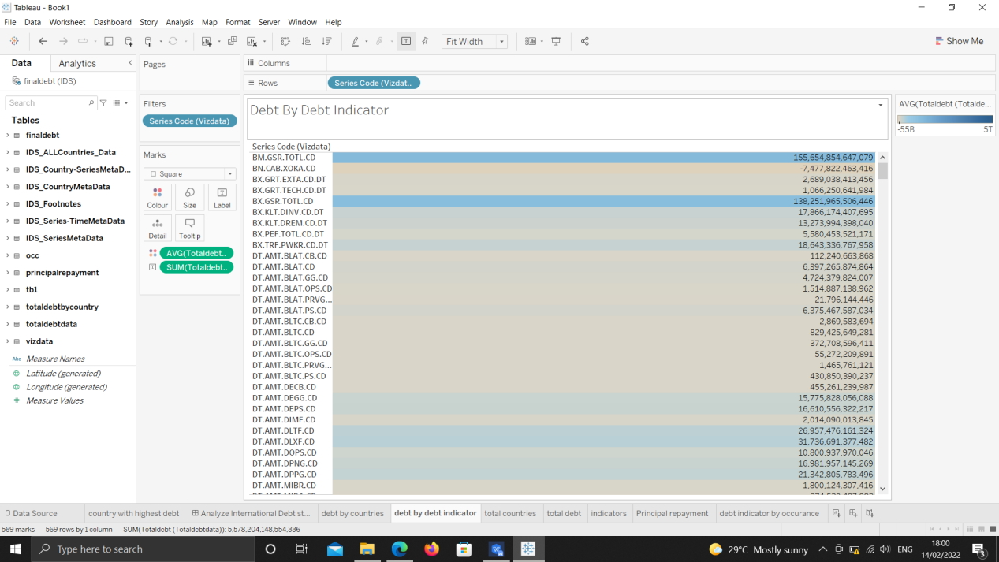 Tableau - Book1
File Data Worksheet Dashboard Story Analysis Map Format Server Window Help
Fit Width
Show Me
Data Analytics
Pages
Columns
finaldebt (IDS)
Rows
Series Code (Vizdat..
Search
Filters
Series Code (Vizdata)
Debt By Debt Indicator
AVG(Totaldebt (Totalde...
-55B 5T
Tables
finaldebt
IDS_ALLCountries_Data
IDS_Country-SeriesMetaD...
IDS_CountryMetaData
IDS_Footnotes
IDS_Series-TimeMetaData
IDS_SeriesMetaData
occ
principalrepayment
tb1
totaldebtbycountry
totaldebtdata
vizdata
Abc Measure Names
Latitude (generated)
Longitude (generated)
Measure Values
Marks
Square
Colour Size Label
Detail Tooltip
AVG(Totaldebt..
SUM(Totaldebt..
Series Code (Vizdata)
BM.GSR.TOTL.CD 155,654,854,647,079
BN.CAB.XOKA.CD -7,477,822,463,416
BX.GRT.EXTA.CD.DT 2,689,038,413,456
BX.GRT.TECH.CD.DT 1,066,250,641,984
BX.GSR.TOTL.CD 138,251,965,506,446
BX.KLT.DINV.CD.DT 17,866,174,407,695
BX.KLT.DREM.CD.DT 13,273,994,398,040
BX.PEF.TOTL.CD.DT 5,580,453,521,171
BX.TRF.PWKR.CD.DT 18,643,336,767,958
DT.AMT.BLAT.CB.CD 112,240,663,868
DT.AMT.BLAT.CD 6,397,265,874,864
DT.AMT.BLAT.GG.CD 4,724,379,824,007
DT.AMT.BLAT.OPS.CD 1,514,887,138,962
DT.AMT.BLAT.PRVG... 21,796,144,446
DT.AMT.BLAT.PS.CD 6,375,467,587,034
DT.AMT.BLTC.CB.CD 2,869,583,694
DT.AMT.BLTC.CD 829,425,649,281
DT.AMT.BLTC.GG.CD 372,708,596,411
DT.AMT.BLTC.OPS.CD 55,272,209,891
DT.AMT.BLTC.PRVG... 1,465,761,121
DT.AMT.BLTC.PS.CD 430,850,390,237
DT.AMT.DECB.CD 455,261,239,987
DT.AMT.DEGG.CD 15,775,828,056,088
DT.AMT.DEPS.CD 16,610,556,322,217
DT.AMT.DIMF.CD 2,014,090,013,845
DT.AMT.DLTF.CD 26,957,476,161,324
DT.AMT.DLXF.CD 31,736,691,377,482
DT.AMT.DOPS.CD 10,800,937,970,046
DT.AMT.DPNG.CD 16,981,957,145,269
DT.AMT.DPPG.CD 21,342,805,783,496
DT.AMT.MIBR.CD 1,800,124,307,416
Data Source country with highest debt Analyze International Debt st... debt by countries debt by debt indicator total countries total debt indicators Principal repayment debt indicator by occurance
569 marks 569 rows by 1 column SUM(Totaldebt (Totaldebtdata)): 5,578,204,148,554,336
Type here to search
29°C Mostly sunny
ENG
18:00
14/02/2022
3